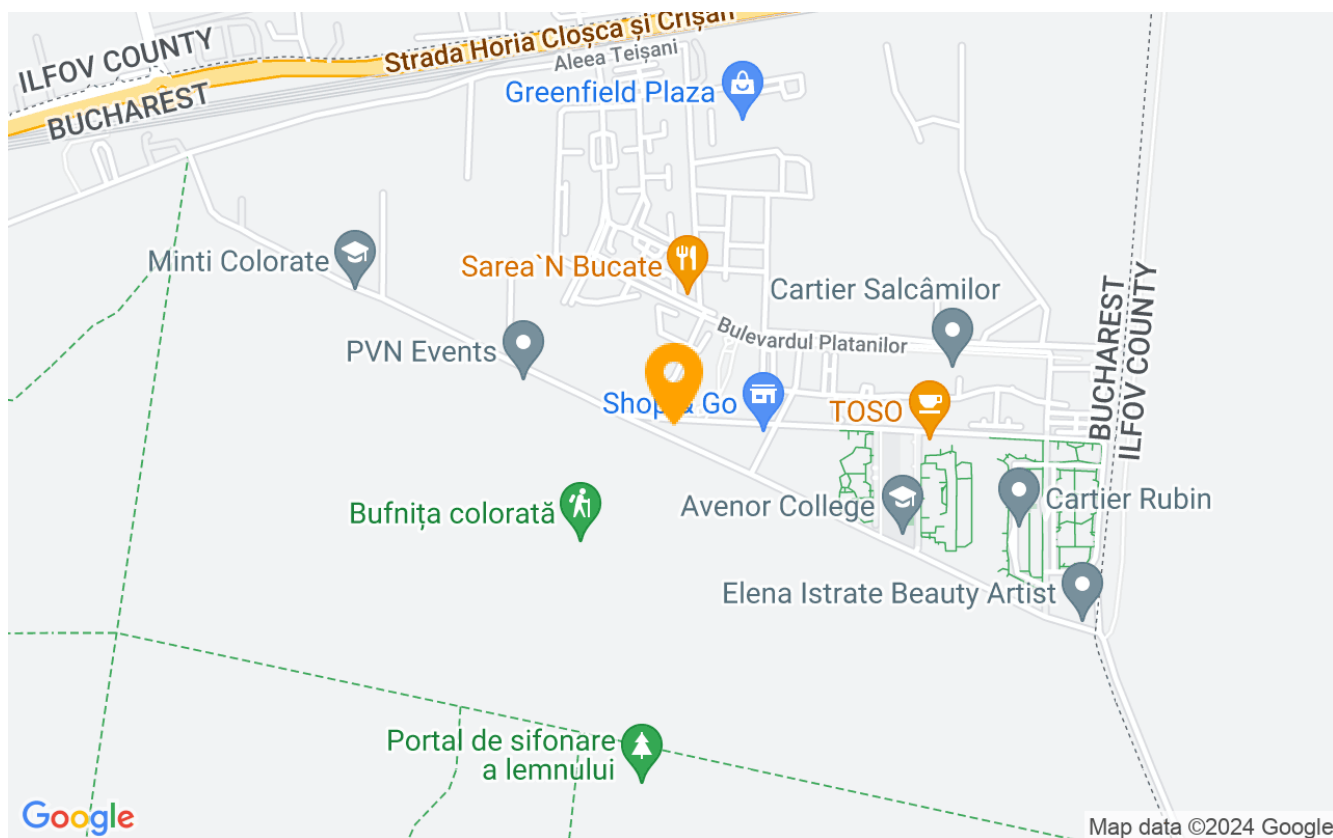 ILFOV COUNTY
BUCHAREST
Strada Horia Cloșca și Crișan
Aleea Teișani
Greenfield Plaza
Minti Colorate
Sarea`N Bucate
Cartier Salcâmilor
BUCHAREST
ILFOV COUNTY
PVN Events
Bulevardul Platanilor
Shop & Go
TOSO
Bufnița colorată
Avenor College
Cartier Rubin
Elena Istrate Beauty Artist
Portal de sifonare
a lemnului
Google
Map data ©2024 Google